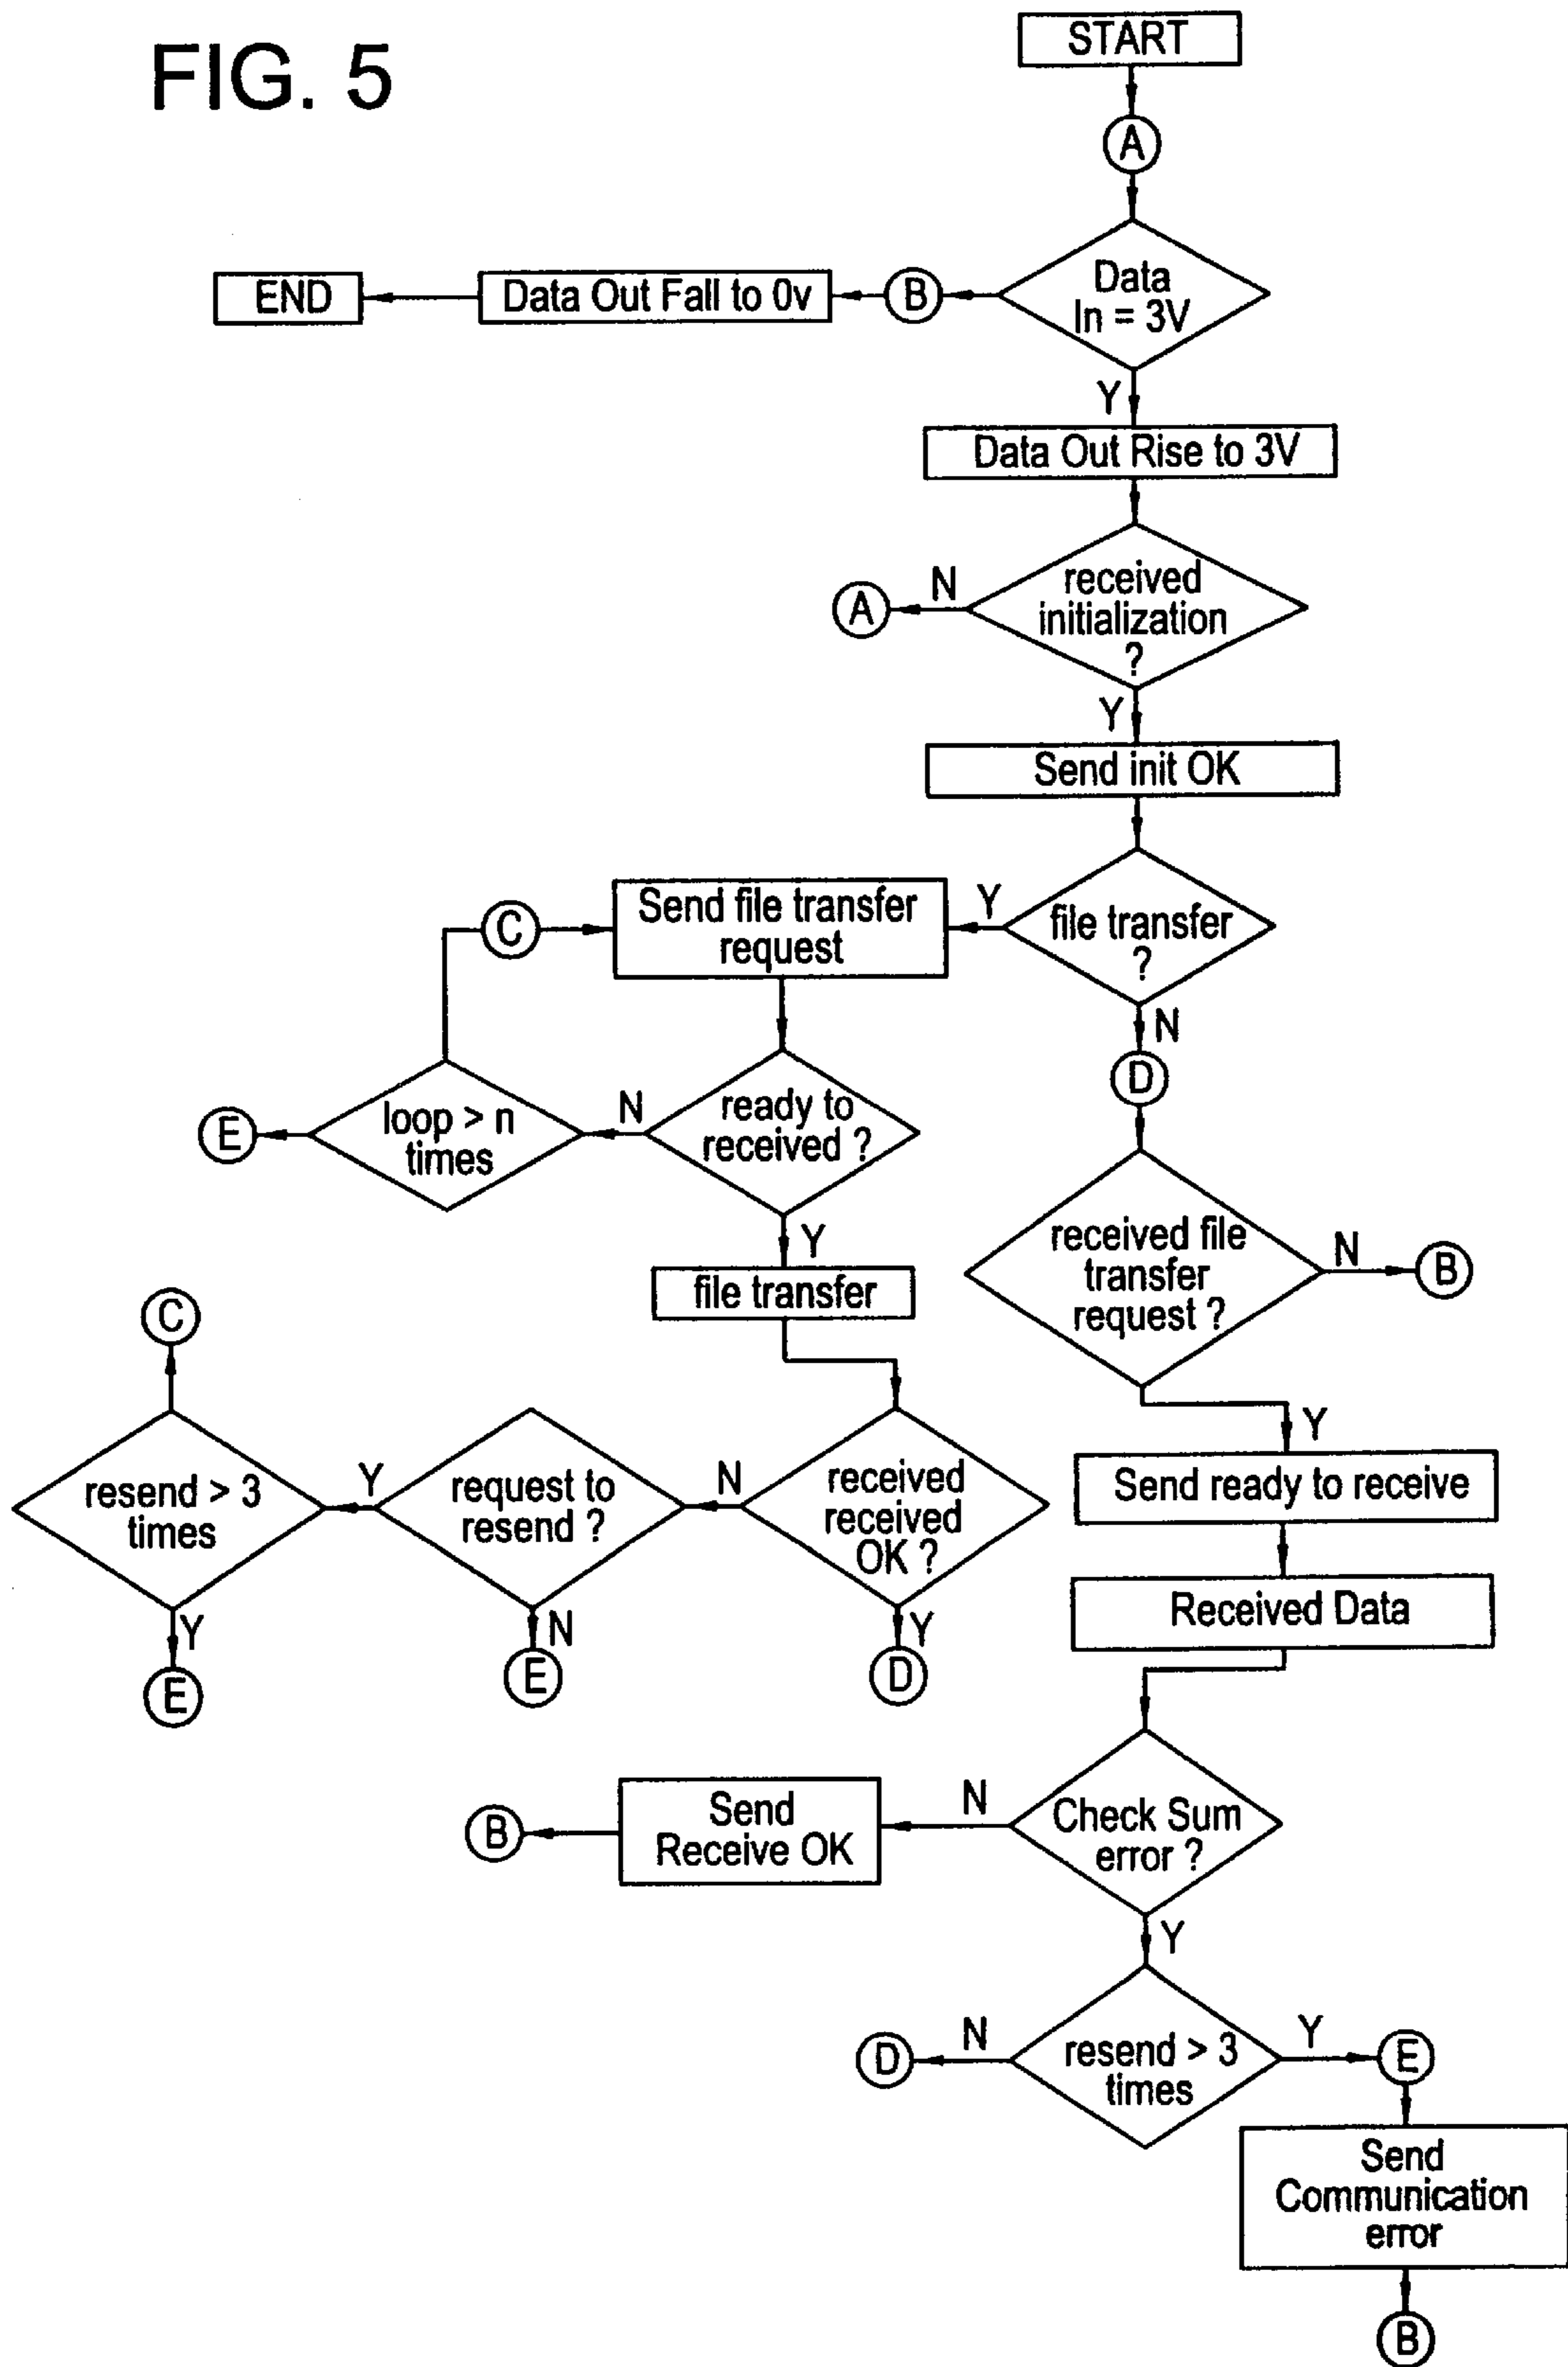 FIG. 5
START
A
Data
In = 3V
B
Data Out Fall to 0v
END
Y
Data Out Rise to 3V
received
initialization
?
N
A
Y
Send init OK
file transfer
?
Y
Send file transfer
request
C
N
D
ready to
received ?
N
loop > n
times
E
Y
file transfer
received file
transfer
request ?
N
B
Y
Send ready to receive
Received Data
received
received
OK ?
N
request to
resend ?
Y
resend > 3
times
C
Y
E
N
E
Y
D
Check Sum
error ?
N
Send
Receive OK
B
Y
resend > 3
times
N
D
Y
E
Send
Communication
error
B